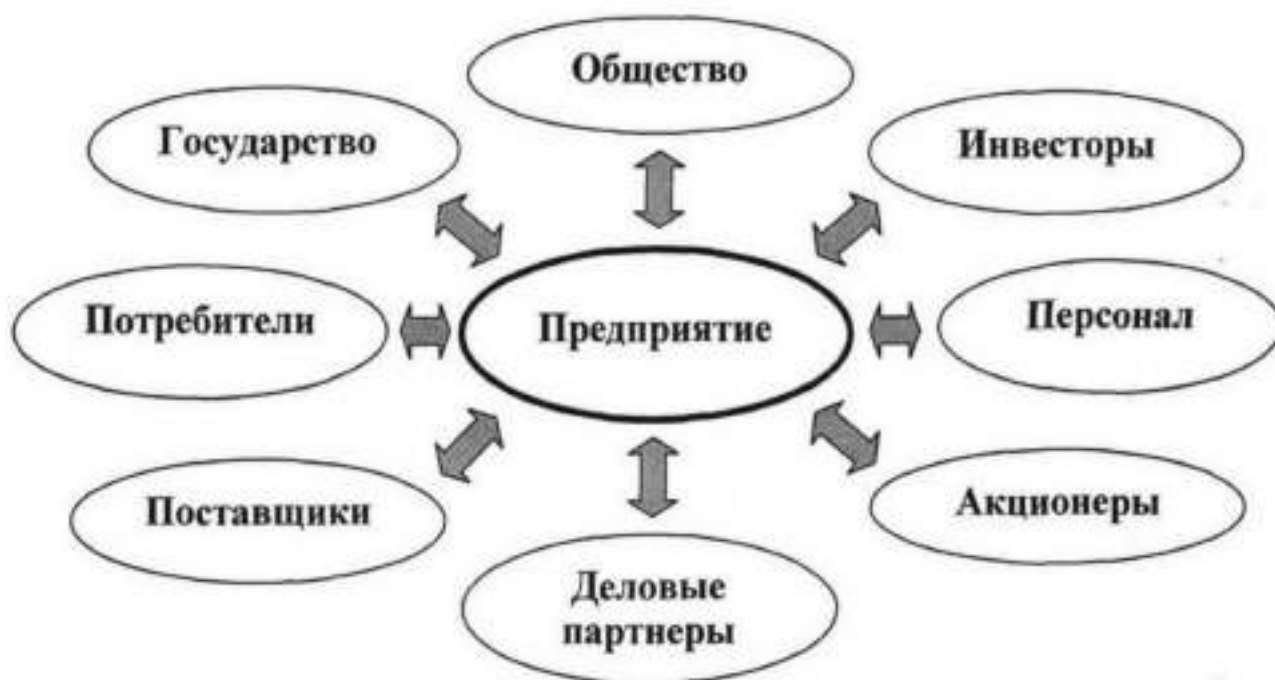 Общество
Государство
Инвесторы
Потребители
Предприятие
Персонал
Поставщики
Акционеры
Деловые
партнеры